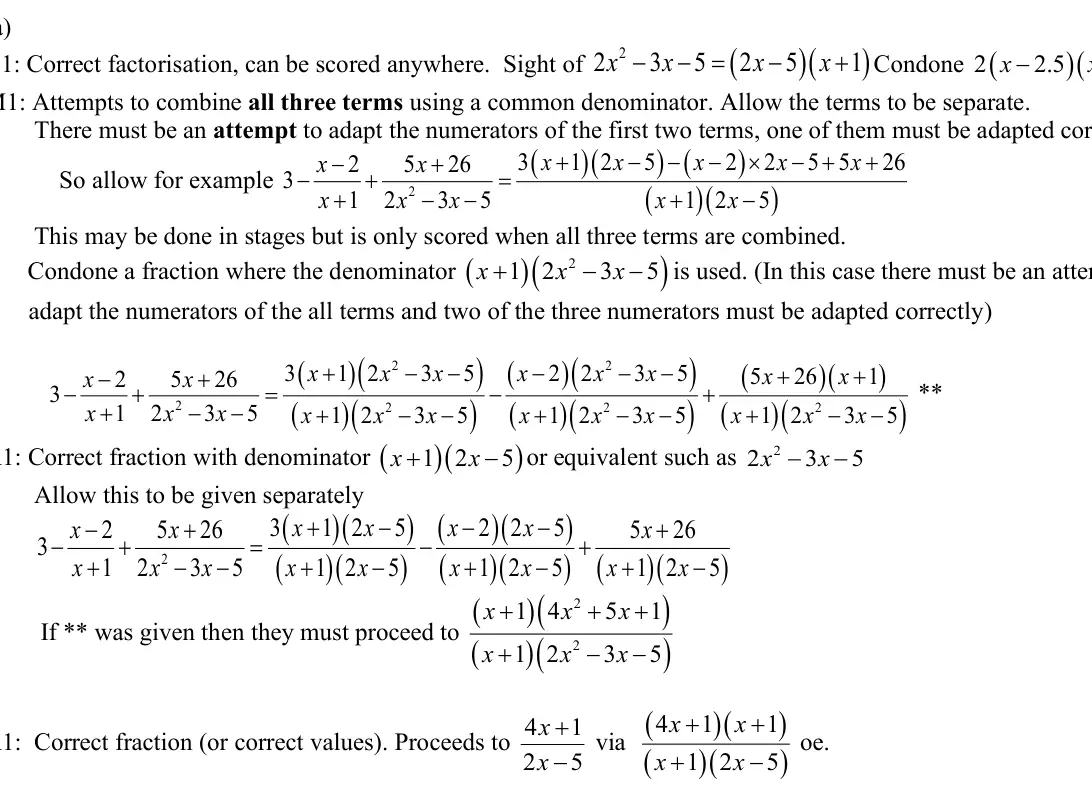 a)
1: Correct factorisation, can be scored anywhere. Sight of 2x² − 3x − 5 = (2x − 5)(x + 1) Condone 2(x − 2.5)(x
M1: Attempts to combine all three terms using a common denominator. Allow the terms to be separate.
There must be an attempt to adapt the numerators of the first two terms, one of them must be adapted cor
So allow for example 3 − (x − 2)/(x + 1) + (5x + 26)/(2x² − 3x − 5) = (3(x + 1)(2x − 5) − (x − 2) × 2x − 5 + 5x + 26)/((x + 1)(2x − 5))
This may be done in stages but is only scored when all three terms are combined.
Condone a fraction where the denominator (x + 1)(2x² − 3x − 5) is used. (In this case there must be an atte
adapt the numerators of the all terms and two of the three numerators must be adapted correctly)
3 − (x − 2)/(x + 1) + (5x + 26)/(2x² − 3x − 5) = (3(x + 1)(2x² − 3x − 5))/((x + 1)(2x² − 3x − 5)) − ((x − 2)(2x² − 3x − 5))/((x + 1)(2x² − 3x − 5)) + ((5x + 26)(x + 1))/((x + 1)(2x² − 3x − 5)) **
1: Correct fraction with denominator (x + 1)(2x − 5) or equivalent such as 2x² − 3x − 5
Allow this to be given separately
3 − (x − 2)/(x + 1) + (5x + 26)/(2x² − 3x − 5) = (3(x + 1)(2x − 5))/((x + 1)(2x − 5)) − ((x − 2)(2x − 5))/((x + 1)(2x − 5)) + (5x + 26)/((x + 1)(2x − 5))
If ** was given then they must proceed to ((x + 1)(4x² + 5x + 1))/((x + 1)(2x² − 3x − 5))
1: Correct fraction (or correct values). Proceeds to (4x + 1)/(2x − 5) via ((4x + 1)(x + 1))/((x + 1)(2x − 5)) oe.